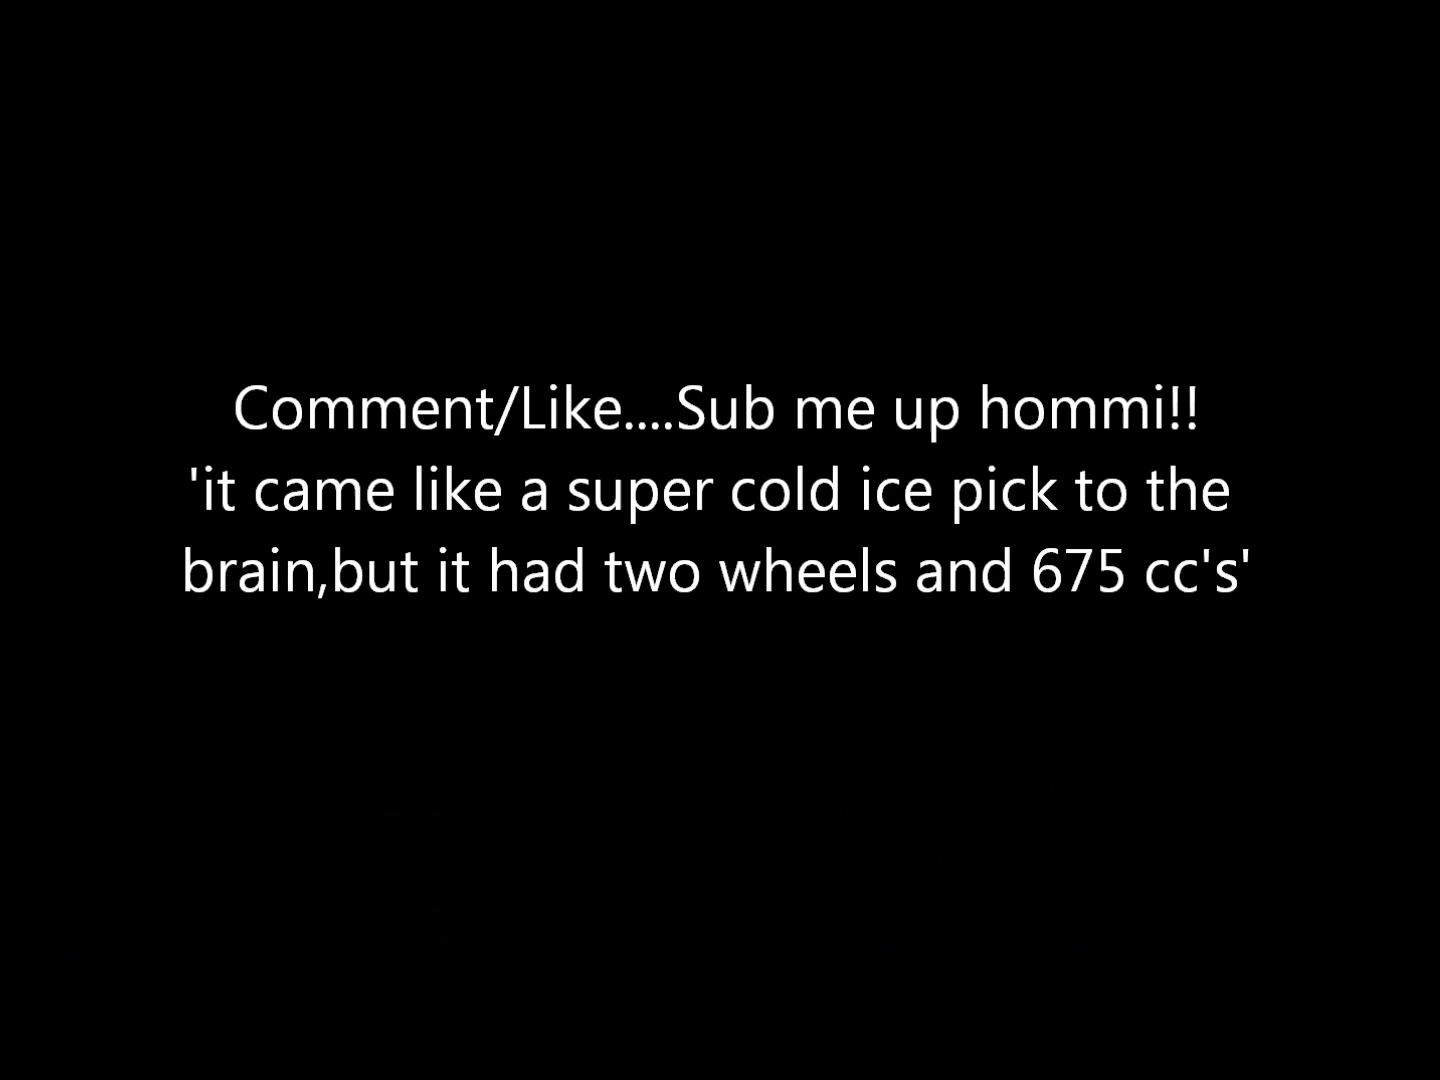 Comment/Like....Sub me up hommi!!
'it came like a super cold ice pick to the
brain,but it had two wheels and 675 cc's'